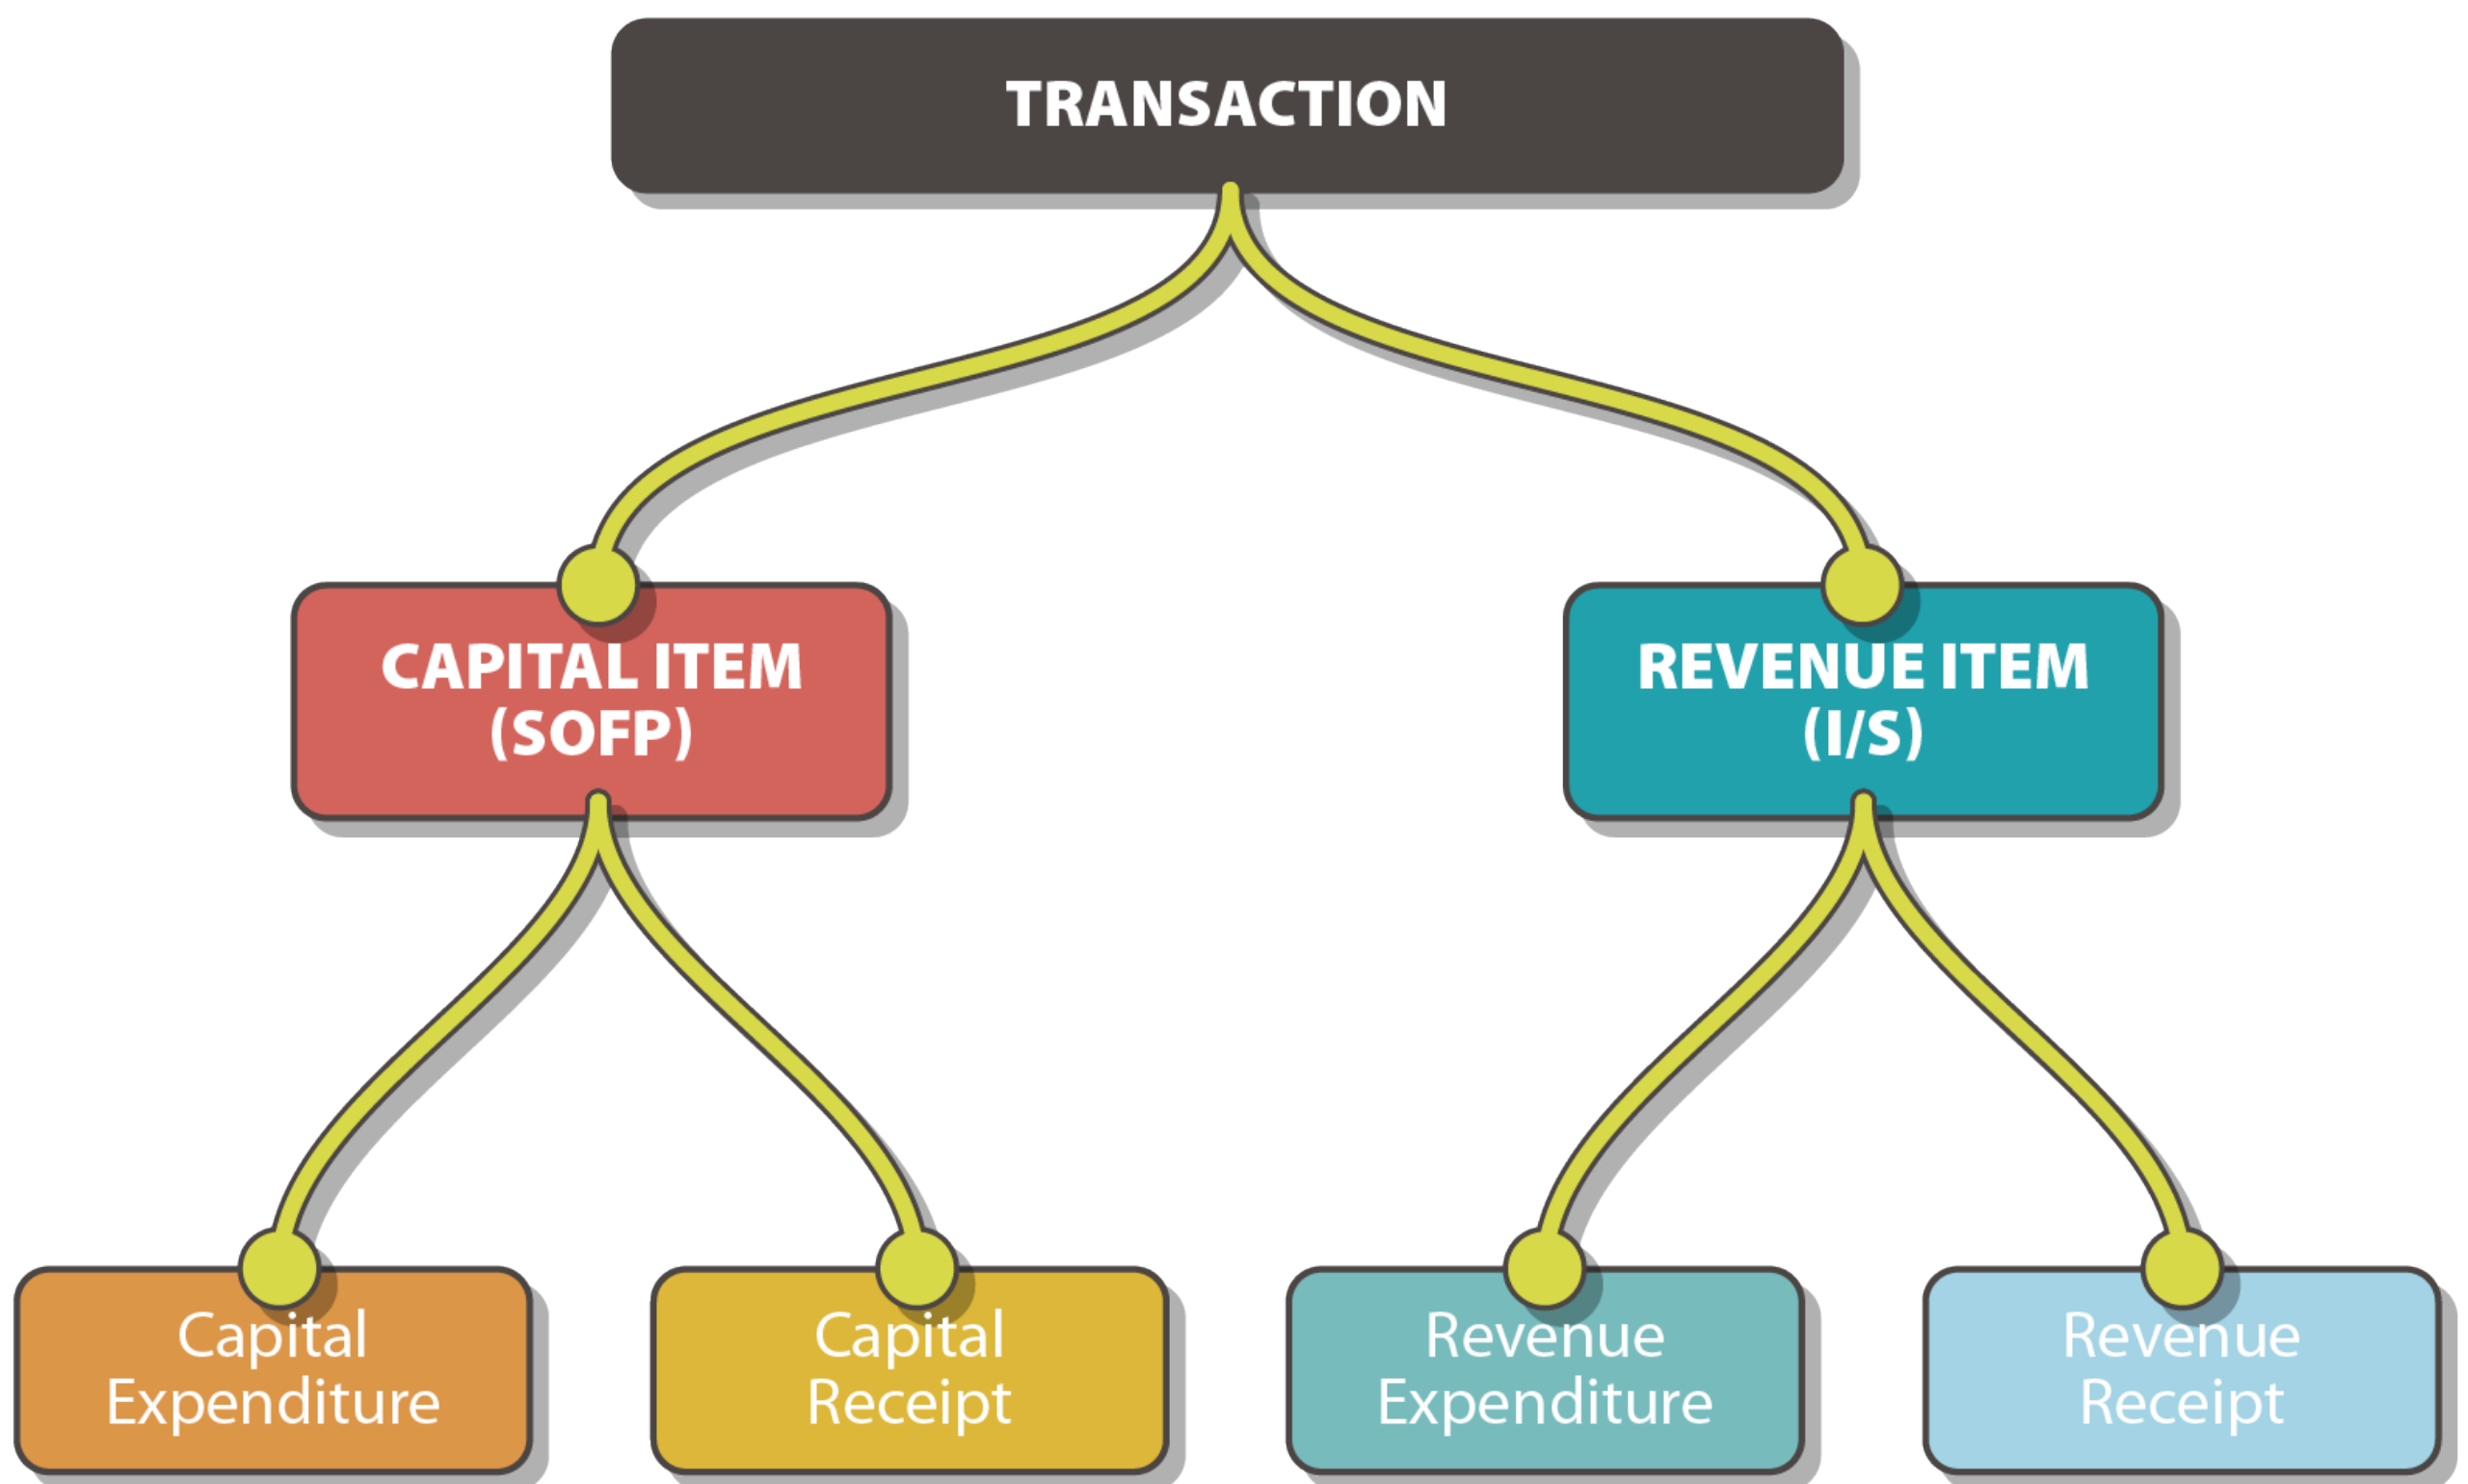 TRANSACTION
CAPITAL ITEM
(SOFP)
REVENUE ITEM
(I/S)
Capital
Expenditure
Capital
Receipt
Revenue
Expenditure
Revenue
Receipt